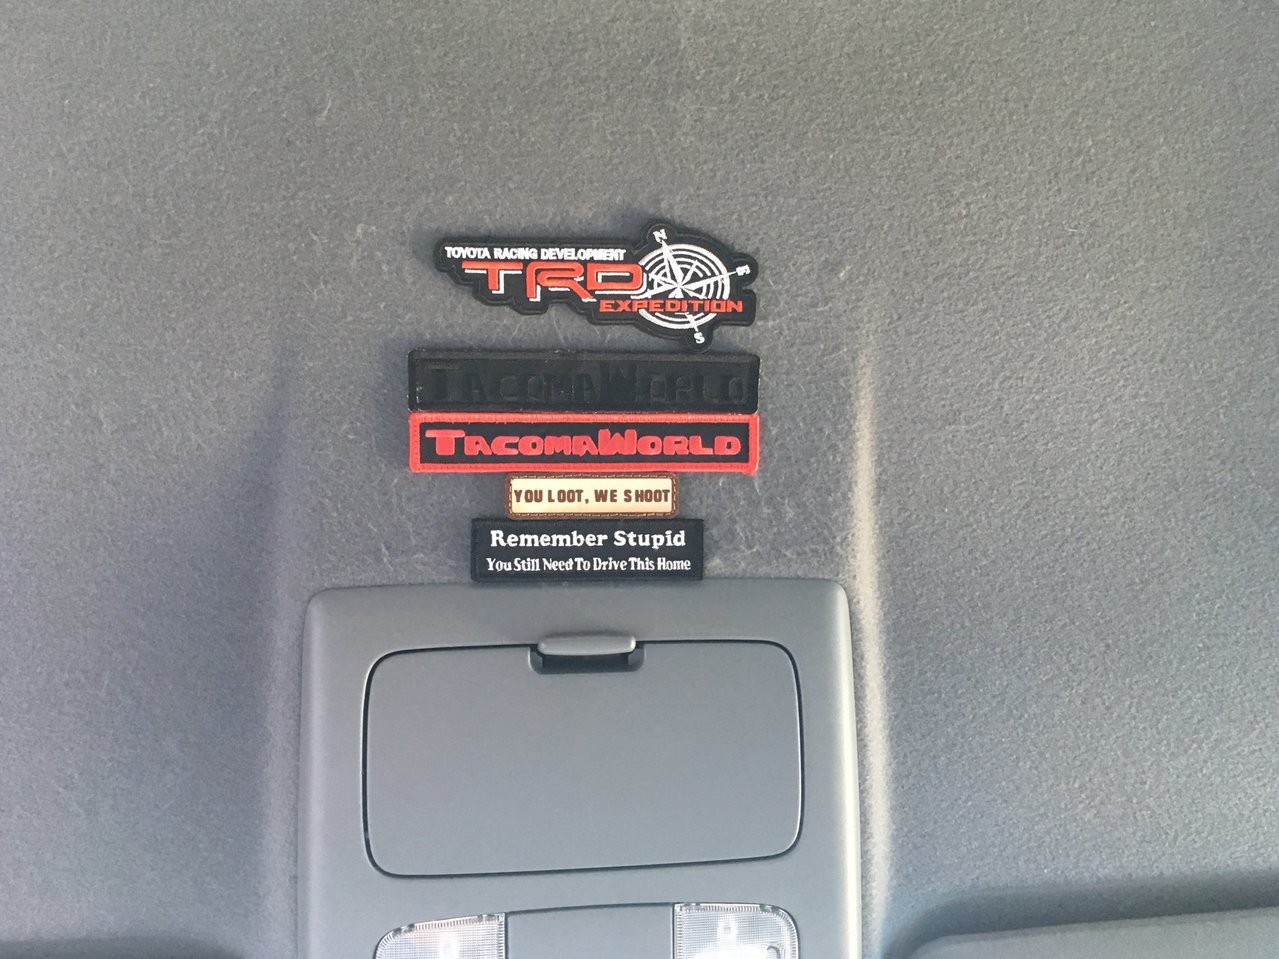 TOYOTA RACING DEVELOPMENT
N
TRD
E
EXPEDITION
S
TACOMAWORLD
TACOMAWORLD
YOU LOOT, WE SHOOT
Remember Stupid
You Still Need To Drive This Home